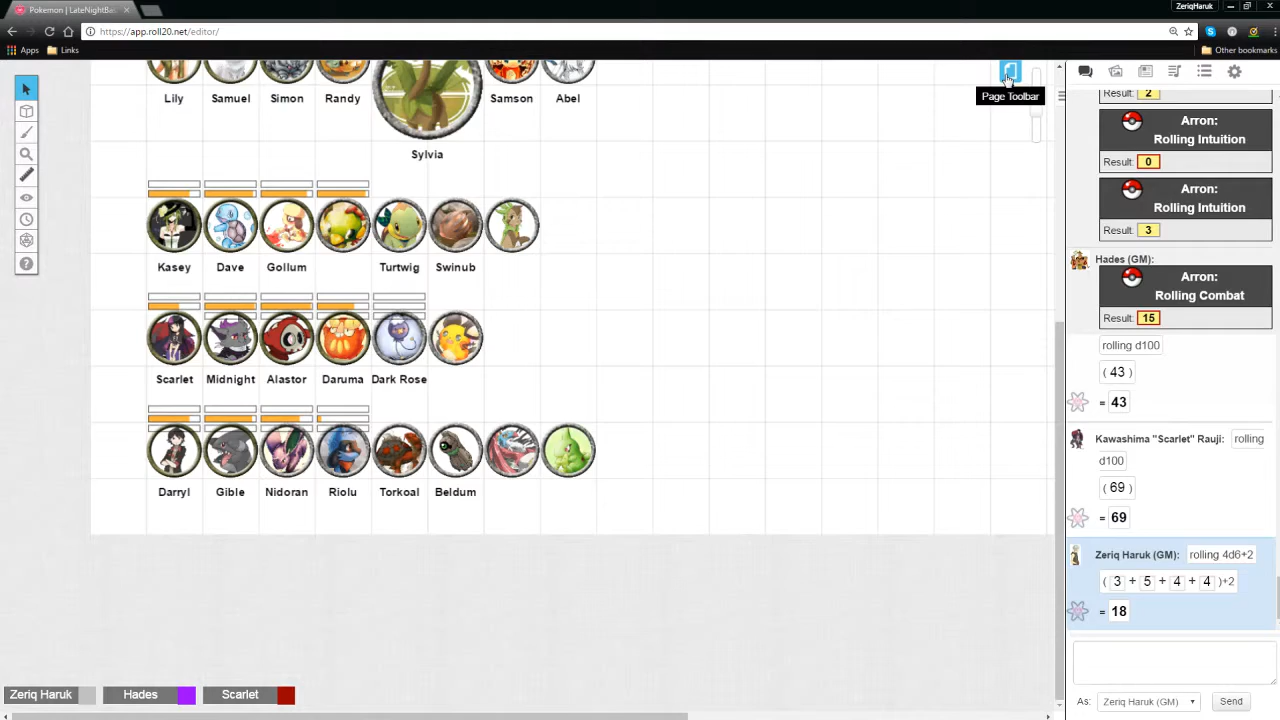 Pokemon | LateNightBa
ZeriqHaruk
https://app.roll20.net/editor/
Apps Links
Other bookmarks
Page Toolbar
Lily Samuel Simon Randy Samson Abel
Sylvia
Kasey Dave Gollum Turtwig Swinub
Scarlet Midnight Alastor Daruma Dark Rose
Darryl Gible Nidoran Riolu Torkoal Beldum
Zeriq Haruk Hades Scarlet
Result: 2
Arron:
Rolling Intuition
Result: 0
Arron:
Rolling Intuition
Result: 3
Hades (GM):
Arron:
Rolling Combat
Result: 15
rolling d100
( 43 )
= 43
Kawashima "Scarlet" Rauji: rolling
d100
( 69 )
= 69
Zeriq Haruk (GM): rolling 4d6+2
( 3 + 5 + 4 + 4 )+2
= 18
As: Zeriq Haruk (GM) Send